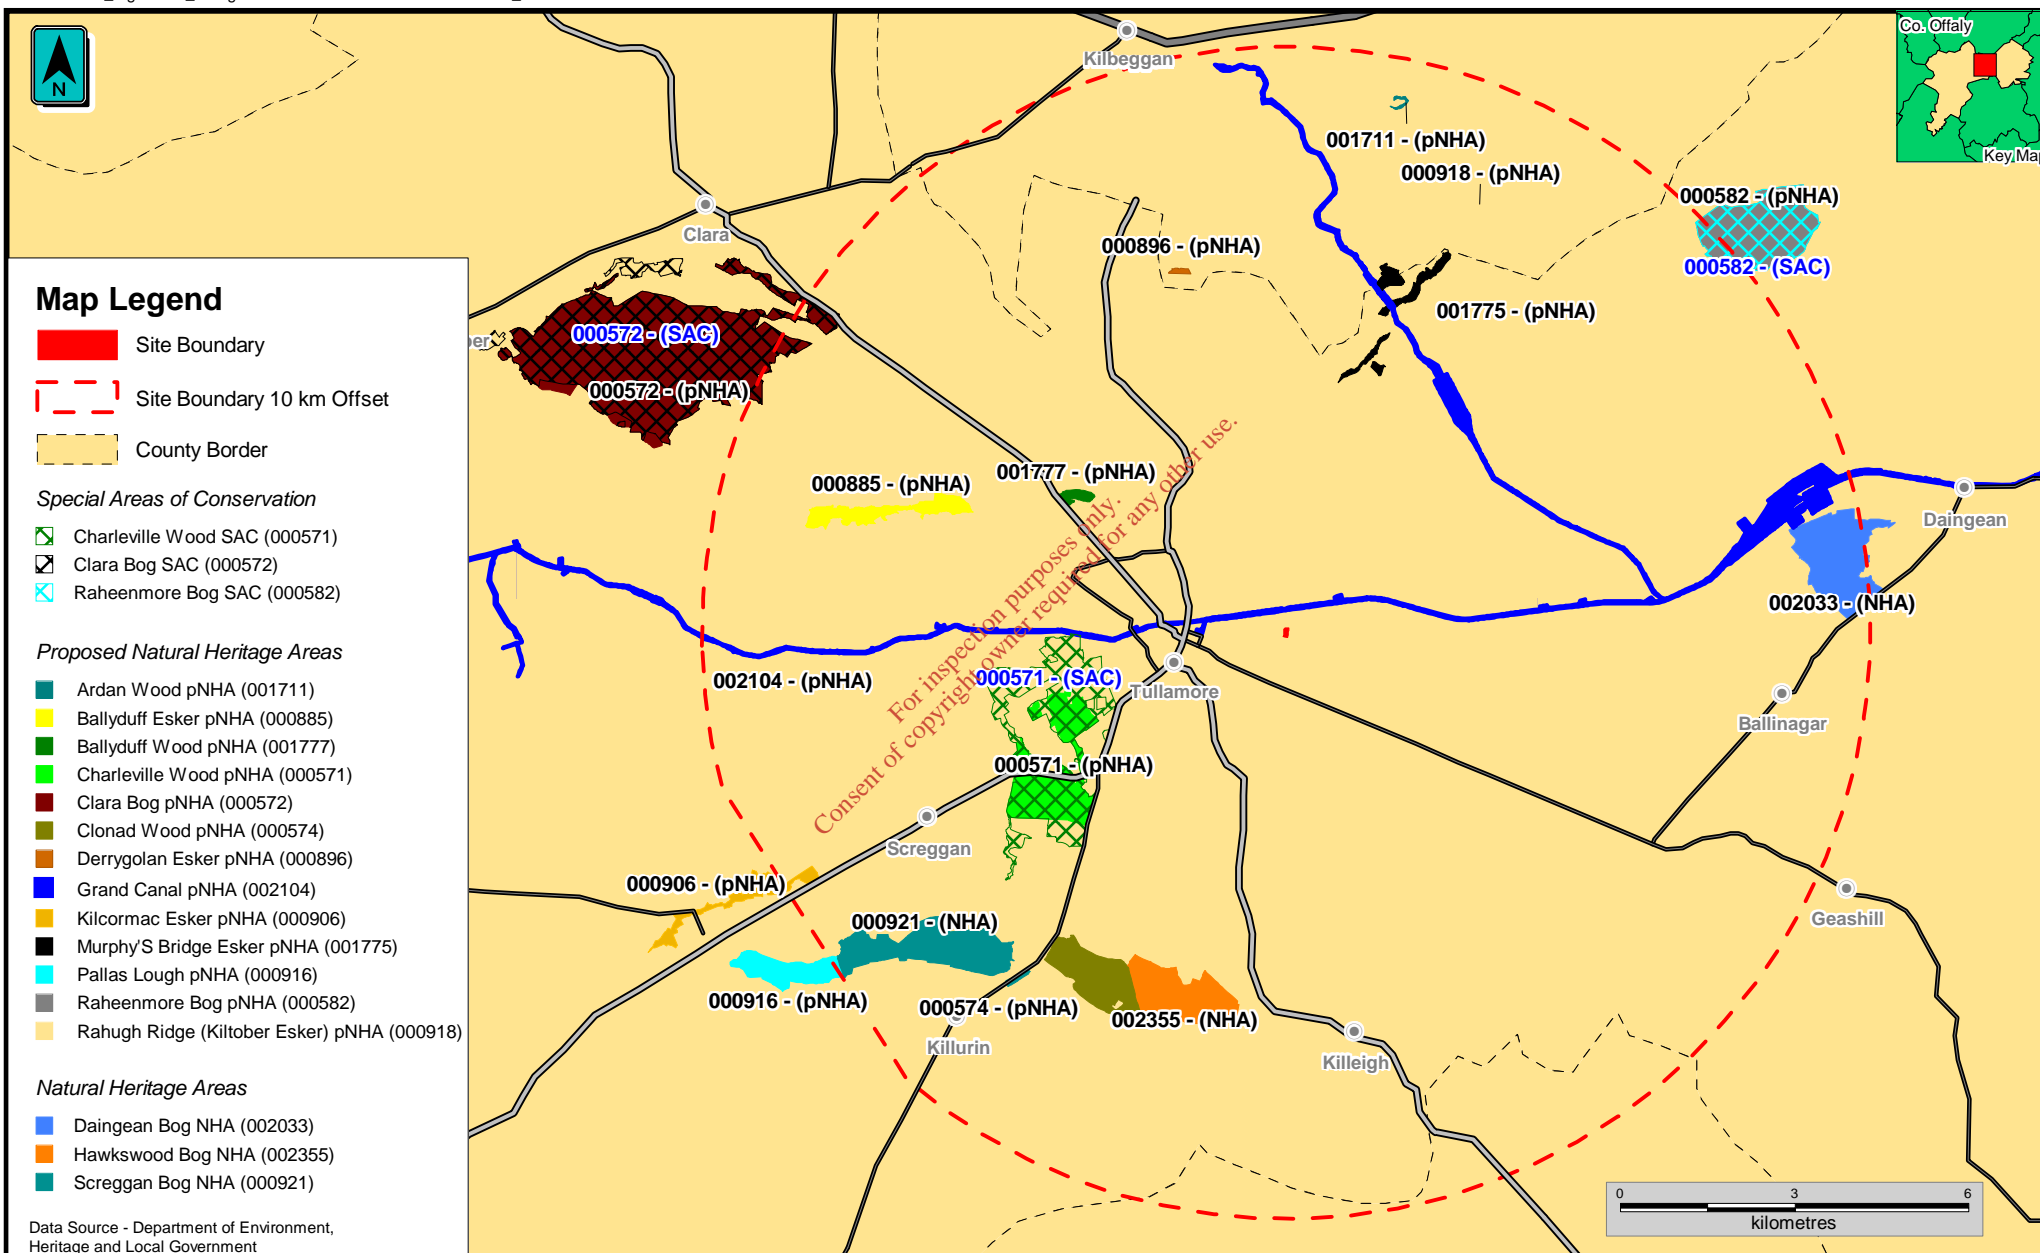 N
Co. Offaly
Key Map
Kilbeggan
001711 - (pNHA)
000918 - (pNHA)
000582 - (pNHA)
000582 - (SAC)
Clara
000896 - (pNHA)
001775 - (pNHA)
000572 - (SAC)
000572 - (pNHA)
001777 - (pNHA)
000885 - (pNHA)
Daingean
002033 - (NHA)
002104 - (pNHA)
000571 - (SAC)
Tullamore
Ballinagar
000571 - (pNHA)
Screggan
000906 - (pNHA)
Geashill
000921 - (NHA)
000916 - (pNHA)
000574 - (pNHA)
002355 - (NHA)
Killurin
Killeigh
For inspection purposes only.
Consent of copyright owner required for any other use.
Map Legend
Site Boundary
Site Boundary 10 km Offset
County Border
Special Areas of Conservation
Charleville Wood SAC (000571)
Clara Bog SAC (000572)
Raheenmore Bog SAC (000582)
Proposed Natural Heritage Areas
Ardan Wood pNHA (001711)
Ballyduff Esker pNHA (000885)
Ballyduff Wood pNHA (001777)
Charleville Wood pNHA (000571)
Clara Bog pNHA (000572)
Clonad Wood pNHA (000574)
Derrygolan Esker pNHA (000896)
Grand Canal pNHA (002104)
Kilcormac Esker pNHA (000906)
Murphy'S Bridge Esker pNHA (001775)
Pallas Lough pNHA (000916)
Raheenmore Bog pNHA (000582)
Rahugh Ridge (Kiltober Esker) pNHA (000918)
Natural Heritage Areas
Daingean Bog NHA (002033)
Hawkswood Bog NHA (002355)
Screggan Bog NHA (000921)
Data Source - Department of Environment,
Heritage and Local Government
0 3 6
kilometres